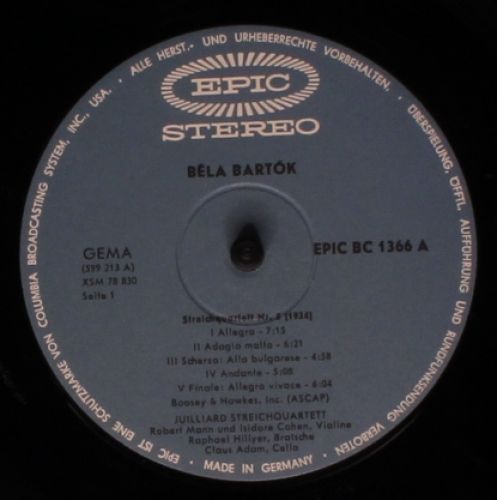 ALLE HERST.- UND URHEBERRECHTE VORBEHALTEN. • ÜBERSPIELUNG, ÖFFTL. AUFFÜHRUNG UND RUNDFUNKSENDUNG VERBOTEN
EPIC
STEREO
BÉLA BARTÓK
GEMA
(599 213 A)
XSM 78 830
Seite 1
EPIC BC 1366 A
Streichquartett Nr. 5 (1934)
I Allegro - 7:15
II Adagio molto - 6:21
III Scherzo: Alla bulgarese - 4:58
IV Andante - 5:08
V Finale: Allegro vivace - 6:04
Boosey & Hawkes, Inc. (ASCAP)
JUILLIARD STREICHQUARTETT
Robert Mann und Isidore Cohen, Violine
Raphael Hillyer, Bratsche
Claus Adam, Cello
• MADE IN GERMANY •
EPIC IST EINE SCHUTZMARKE VON COLUMBIA BROADCASTING SYSTEM, INC., USA. •